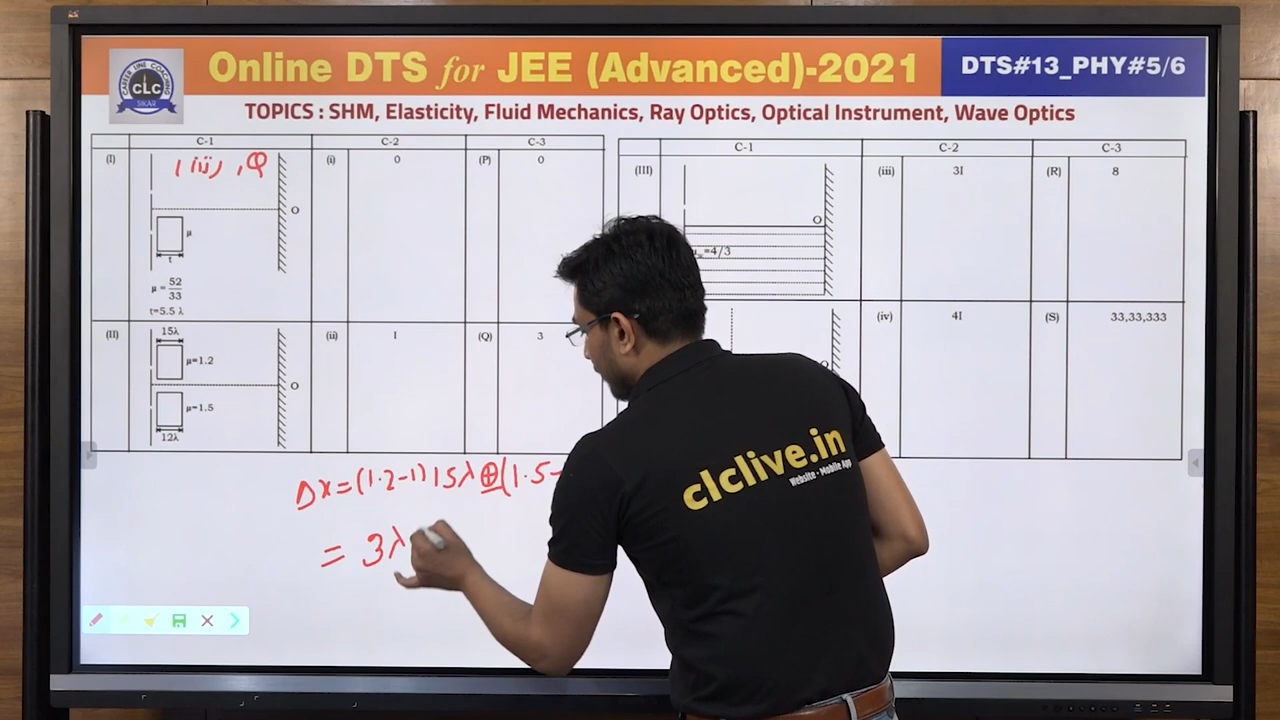 Online DTS for JEE (Advanced)-2021
DTS#13_PHY#5/6
CAREER LINE COACHING
CLC
SIKAR
TOPICS : SHM, Elasticity, Fluid Mechanics, Ray Optics, Optical Instrument, Wave Optics
C-1 C-2 C-3
(I) (i) 0 (P) 0
(iii), Q
O
μ
t
μ = 52/33
t=5.5 λ
(II) (ii) I (Q) 3
15λ
μ=1.2
O
μ=1.5
12λ
C-1 C-2 C-3
(III) (iii) 3I (R) 8
O
=4/3
(iv) 4I (S) 33,33,333
O
Δx=(1.2-1)15λ⊕(1.5-
= 3λ
clclive.in
Website - Mobile App